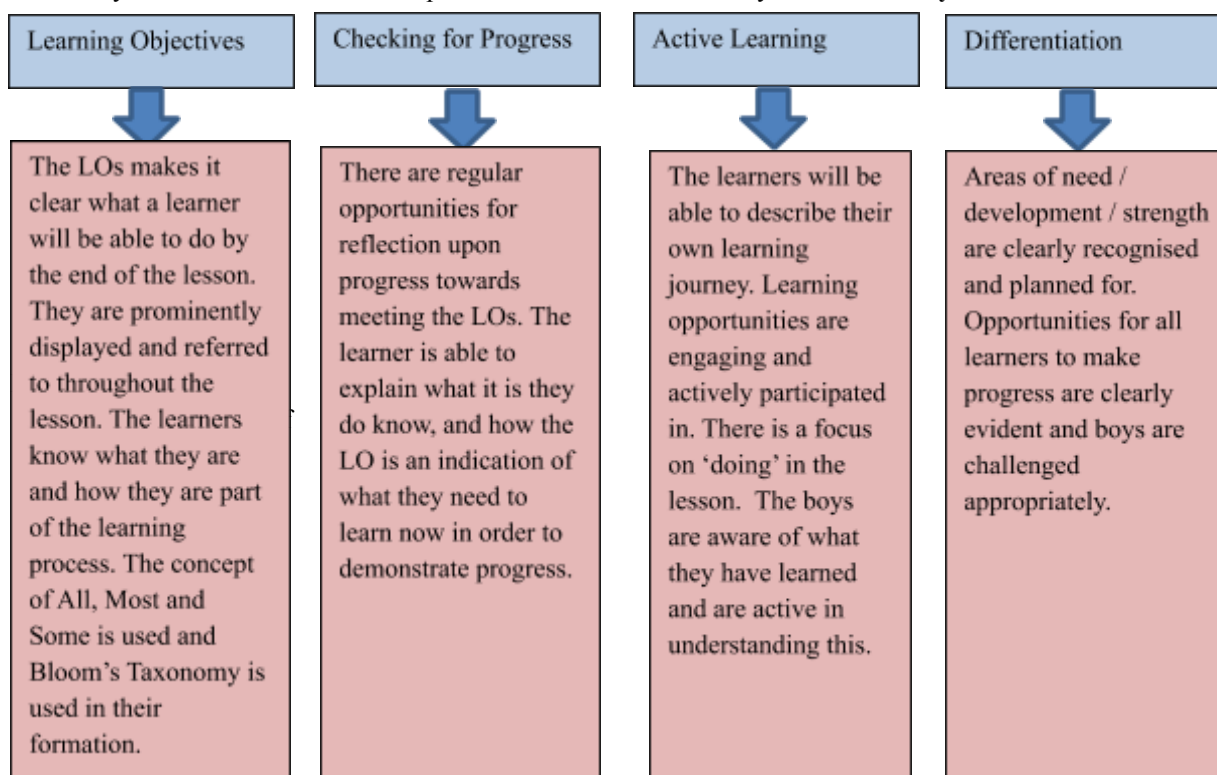 Learning Objectives
The LOs makes it
clear what a learner
will be able to do by
the end of the lesson.
They are prominently
displayed and referred
to throughout the
lesson. The learners
know what they are
and how they are part
of the learning
process. The concept
of All, Most and
Some is used and
Bloom's Taxonomy is
used in their
formation.
Checking for Progress
There are regular
opportunities for
reflection upon
progress towards
meeting the LOs. The
learner is able to
explain what it is they
do know, and how the
LO is an indication of
what they need to
learn now in order to
demonstrate progress.
Active Learning
The learners will be
able to describe their
own learning
journey. Learning
opportunities are
engaging and
actively participated
in. There is a focus
on ‘doing’ in the
lesson.  The boys
are aware of what
they have learned
and are active in
understanding this.
Differentiation
Areas of need /
development / strength
are clearly recognised
and planned for.
Opportunities for all
learners to make
progress are clearly
evident and boys are
challenged
appropriately.